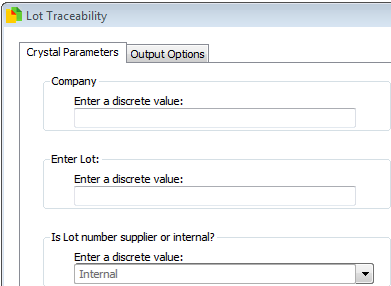 Lot Traceability
Crystal Parameters Output Options
Company
Enter a discrete value:
Enter Lot:
Enter a discrete value:
Is Lot number supplier or internal?
Enter a discrete value:
Internal